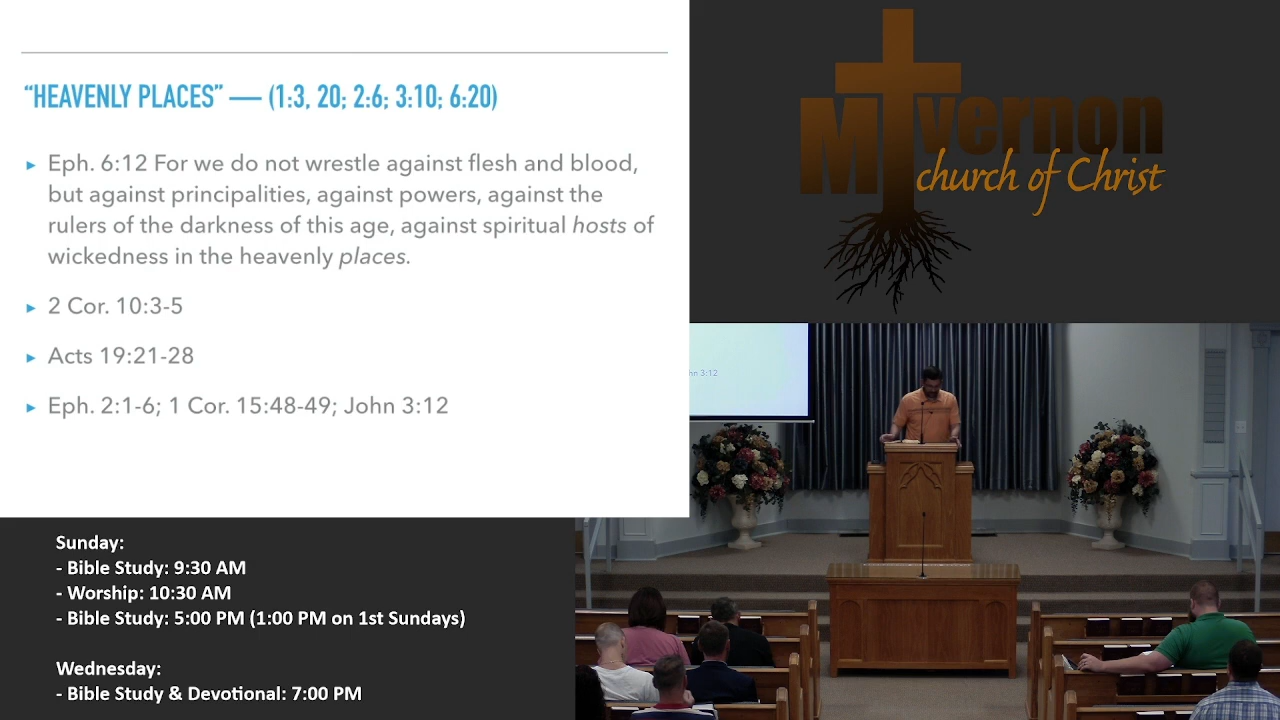 “HEAVENLY PLACES” — (1:3, 20; 2:6; 3:10; 6:20)
▸ Eph. 6:12 For we do not wrestle against flesh and blood,
but against principalities, against powers, against the
rulers of the darkness of this age, against spiritual hosts of
wickedness in the heavenly places.
▸ 2 Cor. 10:3-5
▸ Acts 19:21-28
▸ Eph. 2:1-6; 1 Cor. 15:48-49; John 3:12
MTvernon
church of Christ
hn 3:12
Sunday:
- Bible Study: 9:30 AM
- Worship: 10:30 AM
- Bible Study: 5:00 PM (1:00 PM on 1st Sundays)
Wednesday:
- Bible Study & Devotional: 7:00 PM